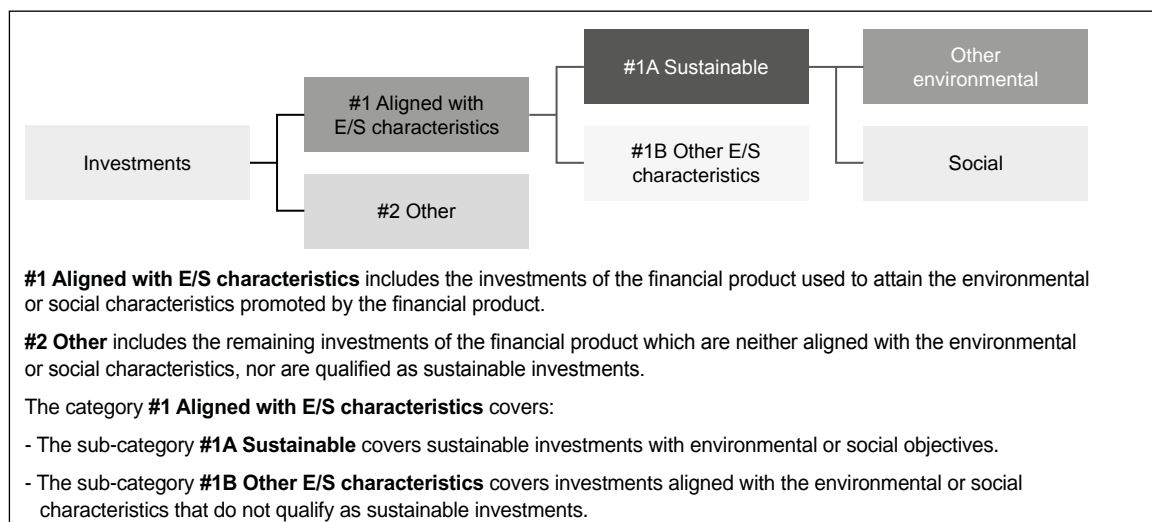 #1A Sustainable
Other
environmental
#1 Aligned with
E/S characteristics
Investments
#1B Other E/S
characteristics
Social
#2 Other
#1 Aligned with E/S characteristics includes the investments of the financial product used to attain the environmental
or social characteristics promoted by the financial product.
#2 Other includes the remaining investments of the financial product which are neither aligned with the environmental
or social characteristics, nor are qualified as sustainable investments.
The category #1 Aligned with E/S characteristics covers:
- The sub-category #1A Sustainable covers sustainable investments with environmental or social objectives.
- The sub-category #1B Other E/S characteristics covers investments aligned with the environmental or social
characteristics that do not qualify as sustainable investments.